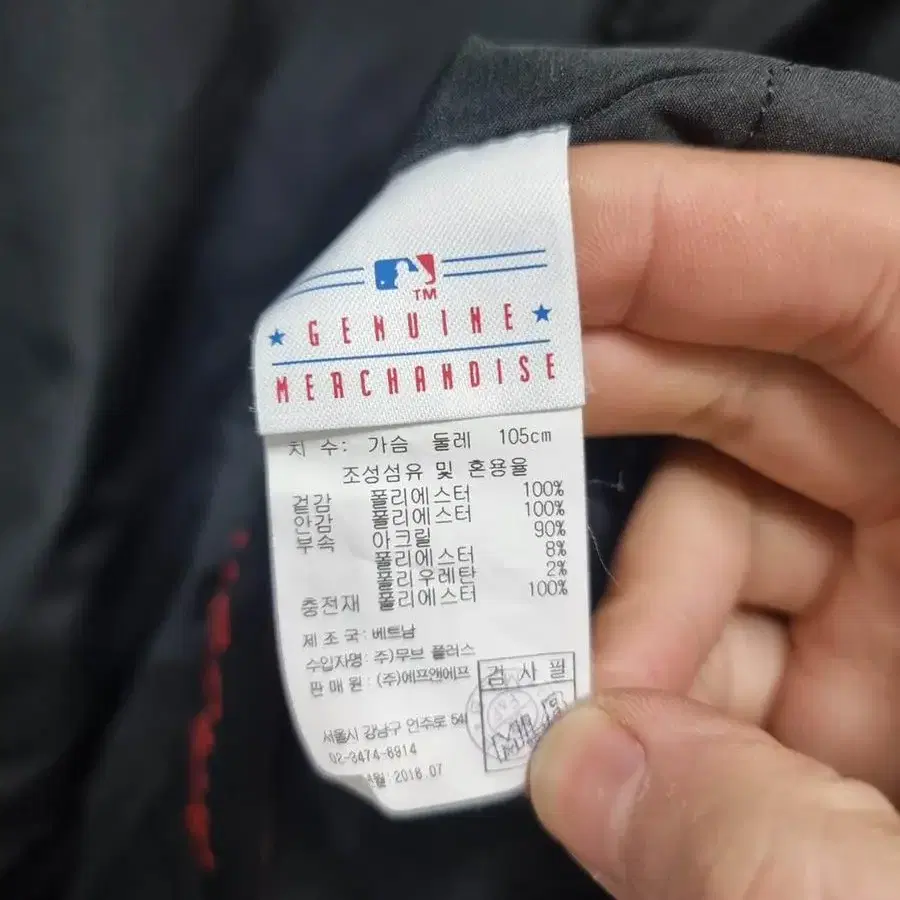 TM
GENUINE
MERCHANDISE
치 수: 가슴 둘레 105cm
조성섬유 및 혼용율
겉감 폴리에스터 100%
안감 폴리에스터 100%
부속 아크릴 90%
폴리에스터 8%
폴리우레탄 2%
충전재 폴리에스터 100%
제 조 국: 베트남
수입자명: 주)무브 플러스
판 매 원: (주)에프앤에프
검 사 필
서울시 강남구 언주로
02-3474-6914
2018.07